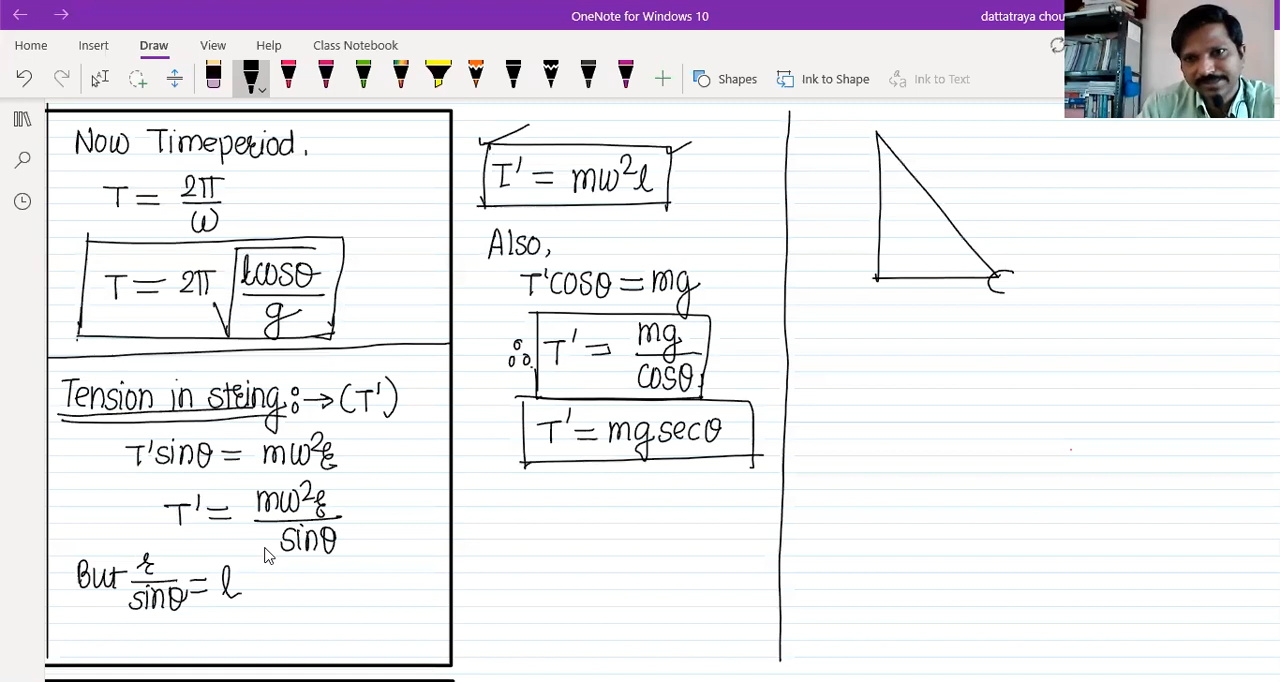 OneNote for Windows 10
dattatraya chou
Home Insert Draw View Help Class Notebook
Shapes Ink to Shape Ink to Text
Now Timeperiod.
T = 2π/ω
T = 2π √(lcosθ/g)
Tension in string :→ (T')
T'sinθ = mω²r
T' = mω²r/sinθ
But r/sinθ = l
T' = mω²l
Also,
T'cosθ = mg
∴ T' = mg/cosθ
T' = mgsecθ